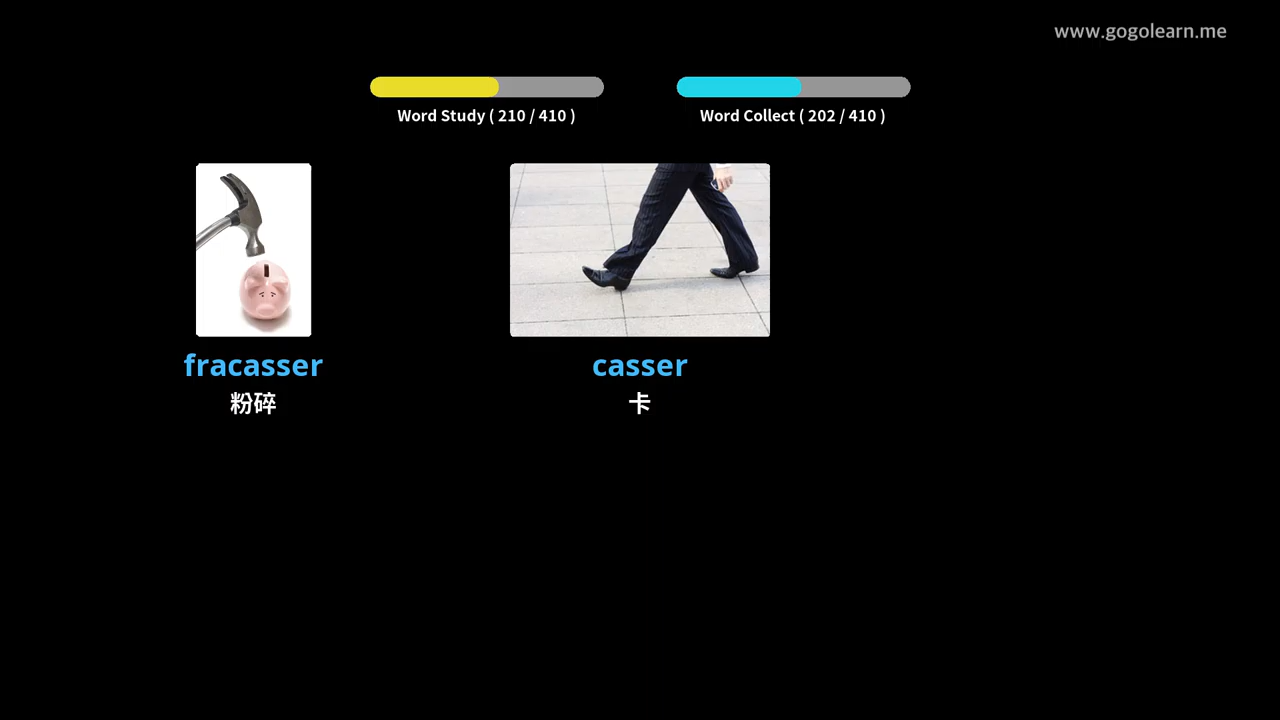 www.gogolearn.me
Word Study ( 210 / 410 )
Word Collect ( 202 / 410 )
fracasser
粉碎
casser
卡